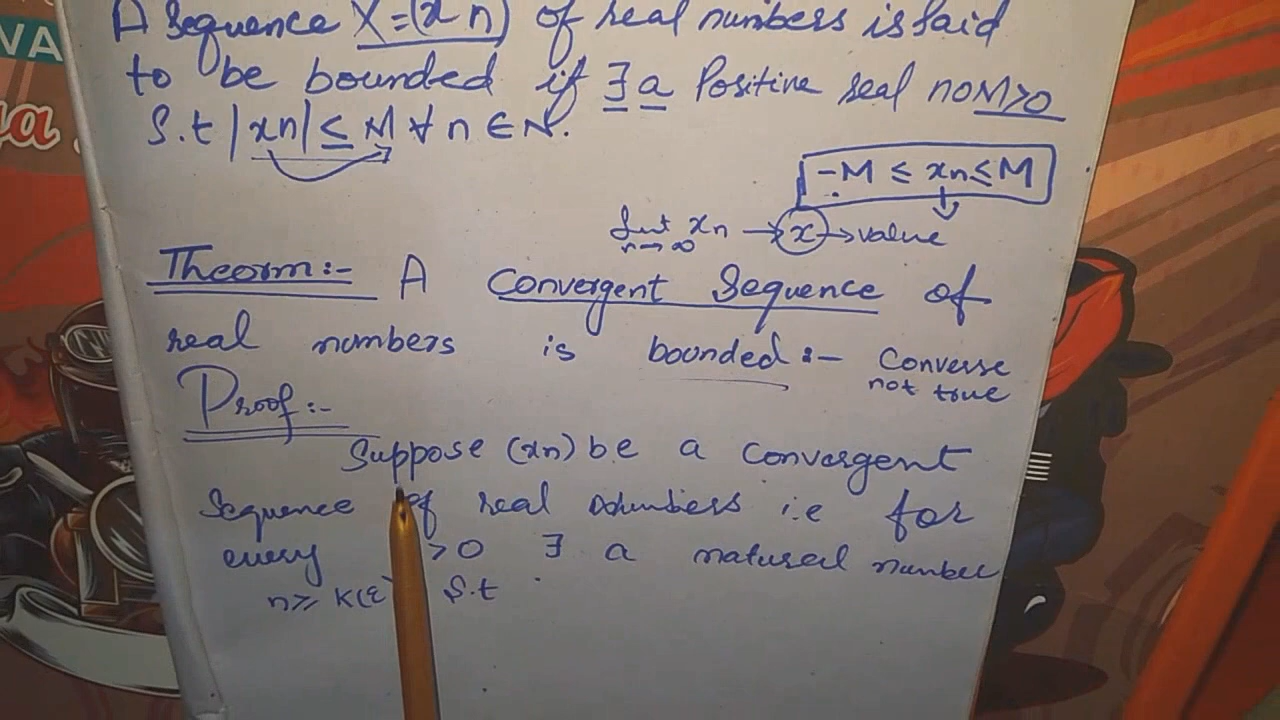 VA
a
A Sequence X=(xn) of real numbers is said
to be bounded if ∃ a Positive real no M>0
S.t |xn| ≤ M ∀ n ∈ N.
-M ≤ xn ≤ M
n→∞ xn → x → value
Theorm:- A Convergent Sequence of
real numbers is bounded:- Converse
not true
Proof:-
Suppose (xn) be a Convergent
Sequence of real numbers i.e for
every >0 ∃ a natural number
n≥ K(ε S.t